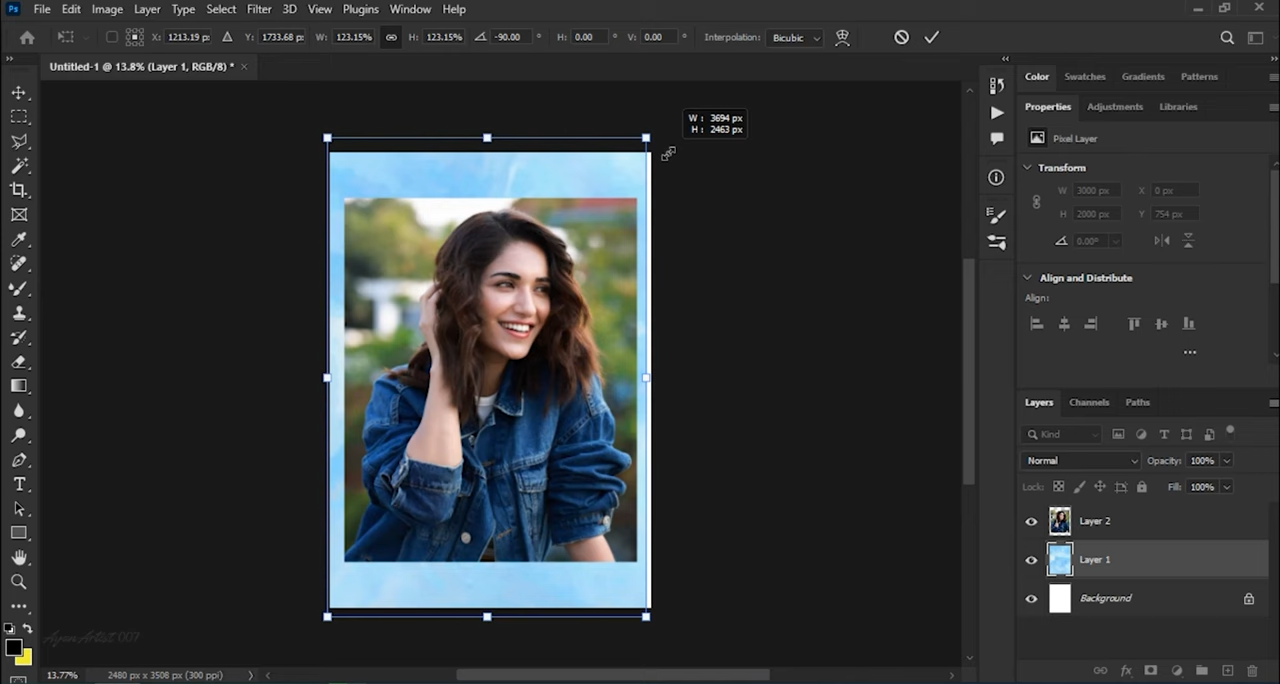 Ps File Edit Image Layer Type Select Filter 3D View Plugins Window Help
X: 1213.19 p: Y: 1733.68 p: W: 123.15% H: 123.15% -90.00 ° H: 0.00 ° V: 0.00 ° Interpolation: Bicubic
Untitled-1 @ 13.8% (Layer 1, RGB/8) * ×
Color Swatches Gradients Patterns
Properties Adjustments Libraries
W : 3694 px
H : 2463 px
Pixel Layer
Transform
W 3000 px X 0 px
H 2000 px Y 754 px
0.00°
Align and Distribute
Align:
Layers Channels Paths
Kind
Normal Opacity: 100%
Lock: Fill: 100%
Layer 2
Layer 1
Background
Artist 007
13.77% 2480 px x 3508 px (300 ppi)